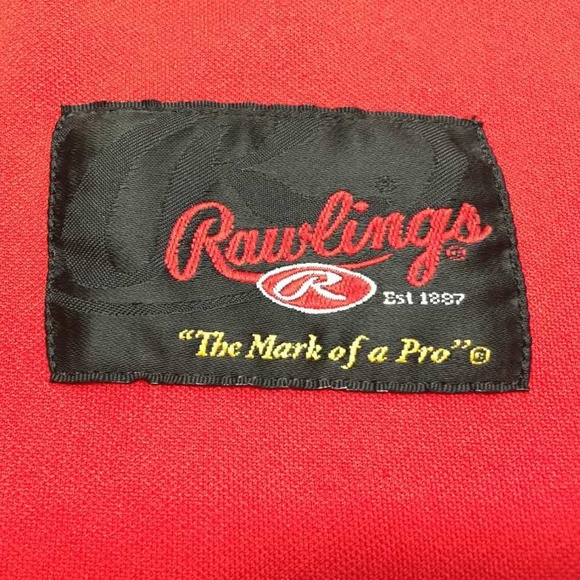 Rawlings®
R
Est 1887
"The Mark of a Pro"®